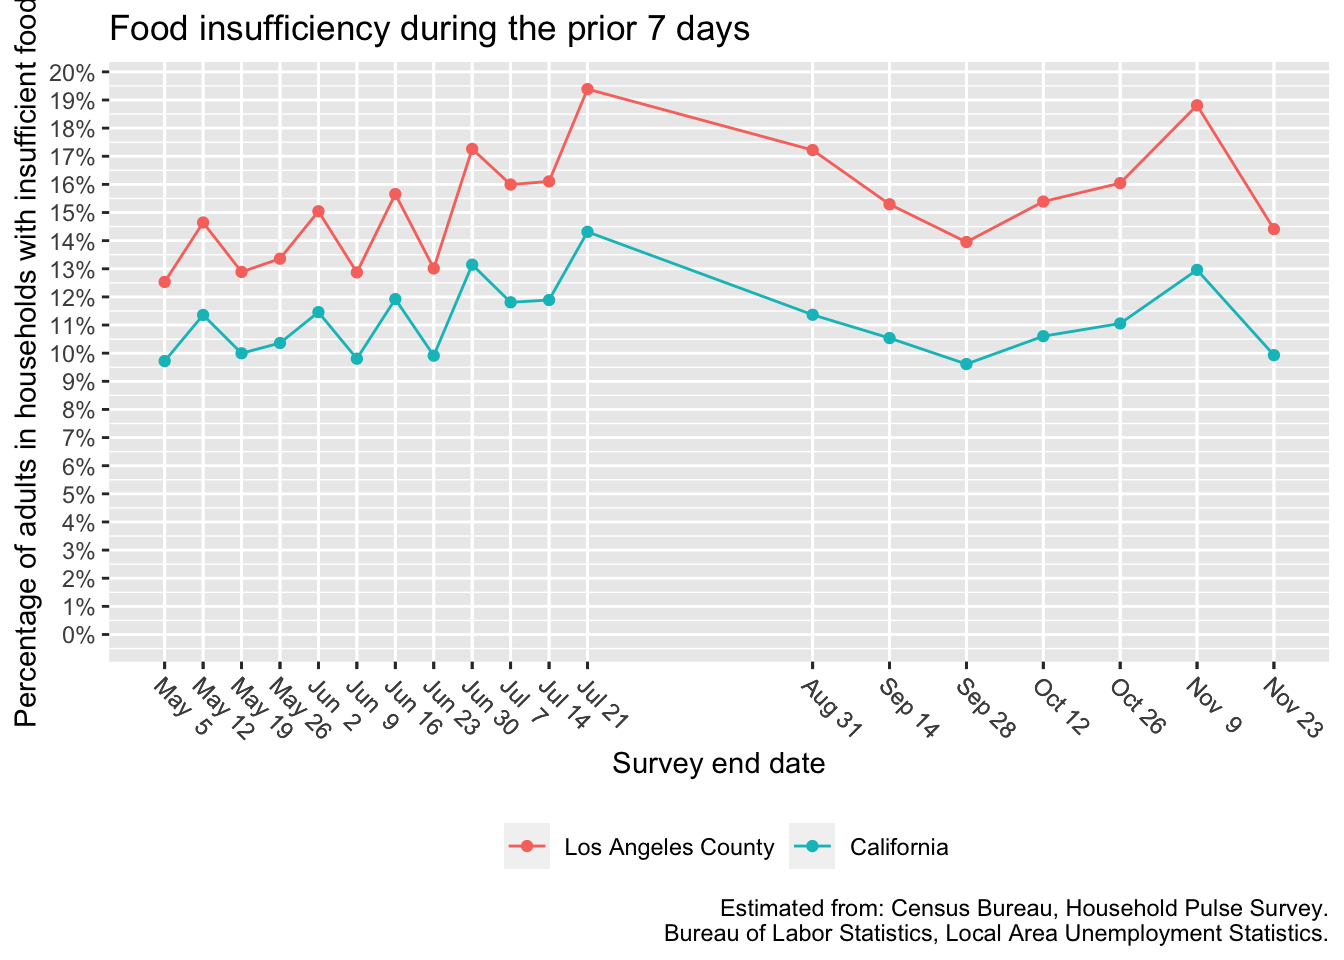 Food insufficiency during the prior 7 days
Percentage of adults in households with insufficient food
20%
19%
18%
17%
16%
15%
14%
13%
12%
11%
10%
9%
8%
7%
6%
5%
4%
3%
2%
1%
0%
May 5
May 12
May 19
May 26
Jun 2
Jun 9
Jun 16
Jun 23
Jun 30
Jul 7
Jul 14
Jul 21
Aug 31
Sep 14
Sep 28
Oct 12
Oct 26
Nov 9
Nov 23
Survey end date
Los Angeles County
California
Estimated from: Census Bureau, Household Pulse Survey.
Bureau of Labor Statistics, Local Area Unemployment Statistics.